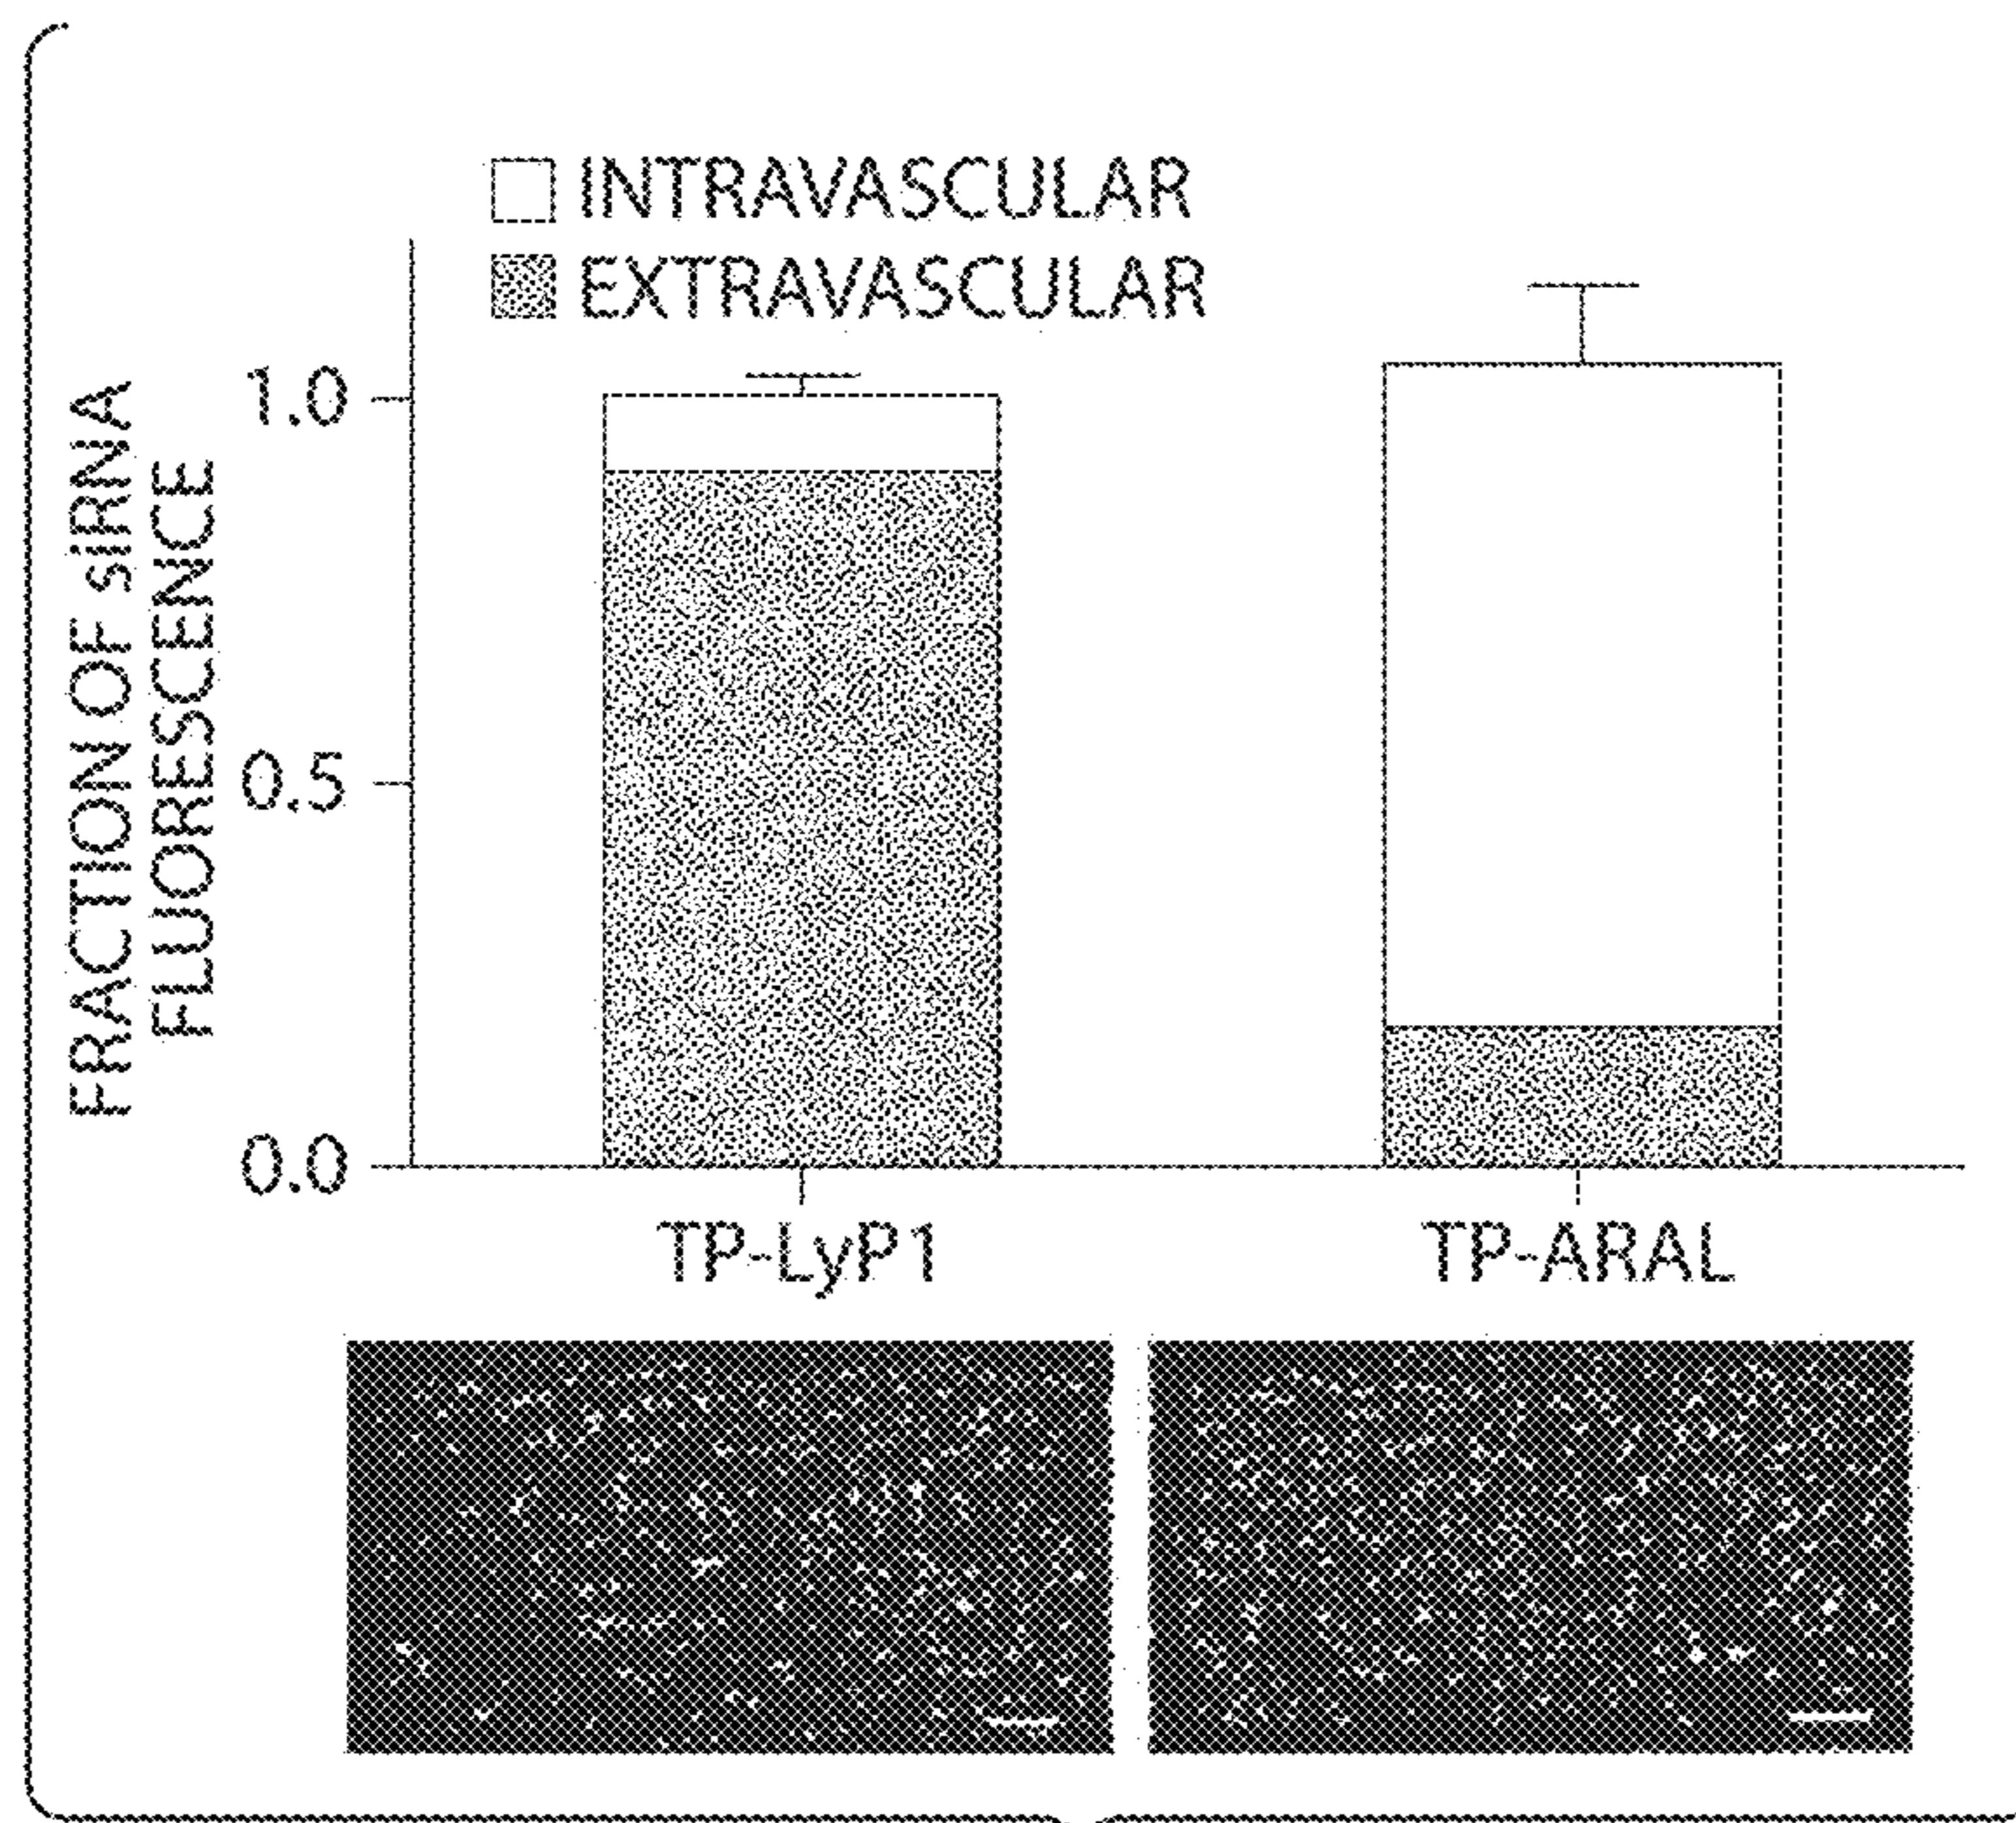 INTRAVASCULAR
EXTRAVASCULAR
FRACTION OF siRNA
FLUORESCENCE
1.0
0.5
0.0
TP-LyP1
TP-ARAL